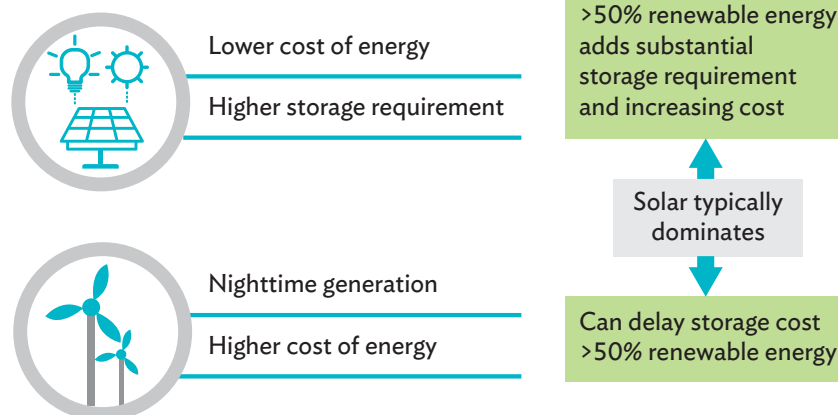 Lower cost of energy
Higher storage requirement
>50% renewable energy
adds substantial
storage requirement
and increasing cost
Solar typically
dominates
Nighttime generation
Higher cost of energy
Can delay storage cost
>50% renewable energy